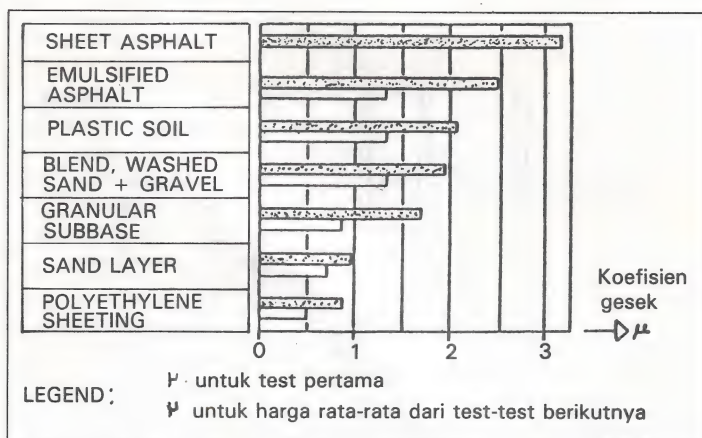 SHEET ASPHALT
EMULSIFIED
ASPHALT
PLASTIC SOIL
BLEND, WASHED
SAND + GRAVEL
GRANULAR
SUBBASE
SAND LAYER
POLYETHYLENE
SHEETING
0 1 2 3
Koefisien
gesek
μ
LEGEND:
μ untuk test pertama
μ untuk harga rata-rata dari test-test berikutnya